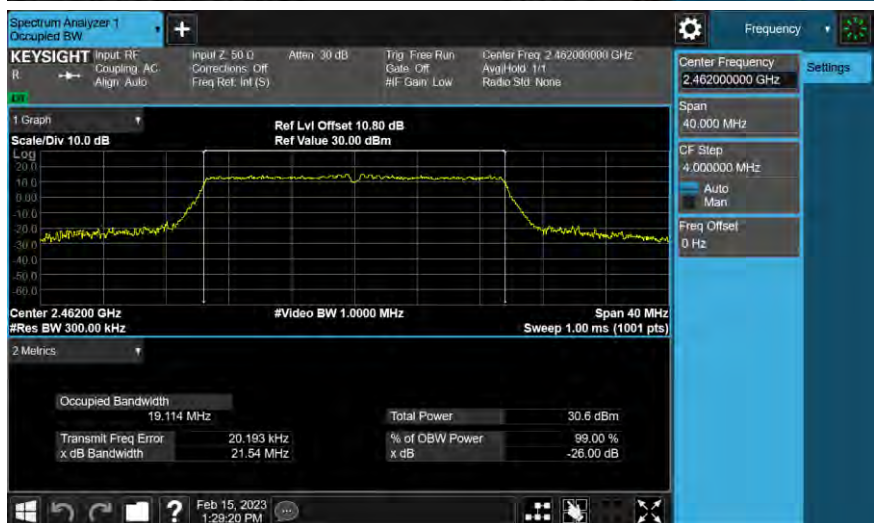 Spectrum Analyzer 1
Occupied BW
Frequency
KEYSIGHT Input: RF Input Z: 50 Ω Atten: 30 dB Trig: Free Run Center Freq: 2.462000000 GHz
R Coupling: AC Corrections: Off Gate: Off Avg|Hold: 1/1
Align: Auto Freq Ref: Int (S) #IF Gain: Low Radio Std: None
Center Frequency
2.462000000 GHz
Settings
Span
40.000 MHz
CF Step
4.000000 MHz
Auto
Man
Freq Offset
0 Hz
1 Graph
Ref Lvl Offset 10.80 dB
Scale/Div 10.0 dB Ref Value 30.00 dBm
Log
20.0
10.0
0.00
-10.0
-20.0
-30.0
-40.0
-50.0
-60.0
Center 2.46200 GHz #Video BW 1.0000 MHz Span 40 MHz
#Res BW 300.00 kHz Sweep 1.00 ms (1001 pts)
2 Metrics
Occupied Bandwidth
19.114 MHz Total Power 30.6 dBm
Transmit Freq Error 20.193 kHz % of OBW Power 99.00 %
x dB Bandwidth 21.54 MHz x dB -26.00 dB
? Feb 15, 2023
1:29:20 PM